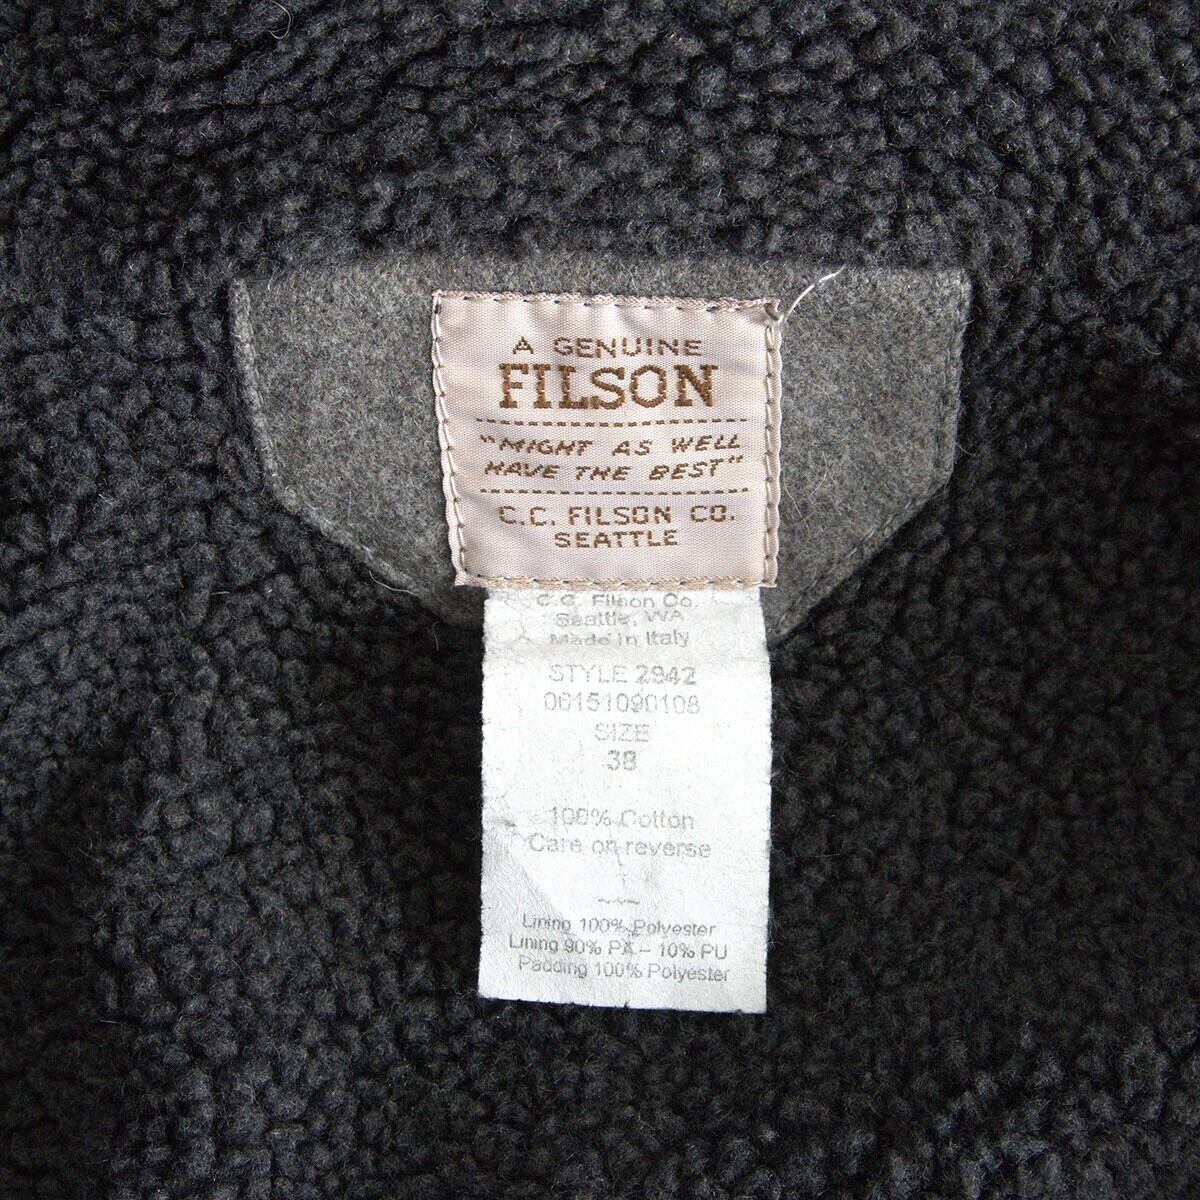 A GENUINE
FILSON
"MIGHT AS WELL
HAVE THE BEST"
C.C. FILSON CO.
SEATTLE
C.C. Filson Co.
Seattle, WA
Made in Italy
STYLE 2942
06151090108
SIZE
38
100% Cotton
Care on reverse
Lining 100% Polyester
Lining 90% PA – 10% PU
Padding 100% Polyester